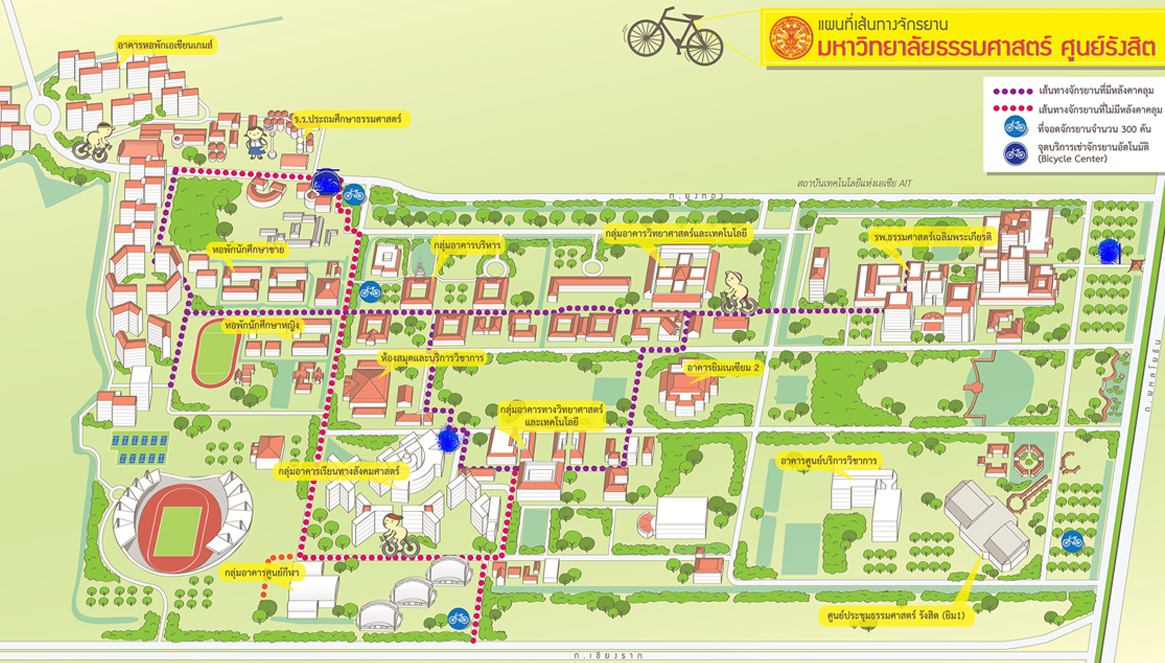 แผนที่เส้นทางจักรยาน
มหาวิทยาลัยธรรมศาสตร์ ศูนย์รังสิต
เส้นทางจักรยานที่มีหลังคาคลุม
เส้นทางจักรยานที่ไม่มีหลังคาคลุม
ที่จอดจักรยานจำนวน 300 คัน
จุดบริการเช่าจักรยานอัตโนมัติ
(Bicycle Center)
อาคารหอพักเอเชียนเกมส์
ร.ร.ประถมศึกษาธรรมศาสตร์
สถาบันเทคโนโลยีแห่งเอเชีย AIT
ถ.ยูงทอง
กลุ่มอาคารวิทยาศาสตร์และเทคโนโลยี
รพ.ธรรมศาสตร์เฉลิมพระเกียรติ
กลุ่มอาคารบริหาร
หอพักนักศึกษาชาย
หอพักนักศึกษาหญิง
ห้องสมุดและบริการวิชาการ
อาคารยิมเนเซียม 2
ถ.พหลโยธิน
กลุ่มอาคารทางวิทยาศาสตร์
และเทคโนโลยี
อาคารศูนย์บริการวิชาการ
กลุ่มอาคารเรียนทางสังคมศาสตร์
กลุ่มอาคารศูนย์กีฬา
ศูนย์ประชุมธรรมศาสตร์ รังสิต (ยิม1)
ถ.เชียงราก